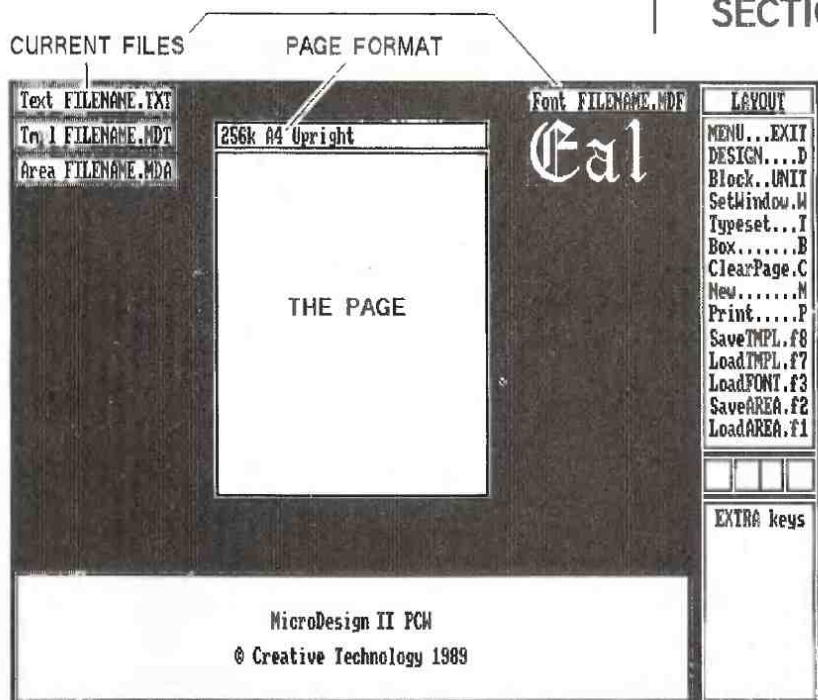 SECTIO
CURRENT FILES
PAGE FORMAT
Text FILENAME.TXT
Tmpl FILENAME.MDT
Area FILENAME.MDA
256k A4 Upright
Font FILENAME.MDF
Eal
THE PAGE
LAYOUT
MENU...EXIT
DESIGN....D
Block..UNIT
SetWindow.W
Typeset...T
Box.......B
ClearPage.C
New.......N
Print.....P
SaveTMPL.f8
LoadTMPL.f7
LoadFONT.f3
SaveAREA.f2
LoadAREA.f1
EXTRA keys
MicroDesign II PCW
© Creative Technology 1989